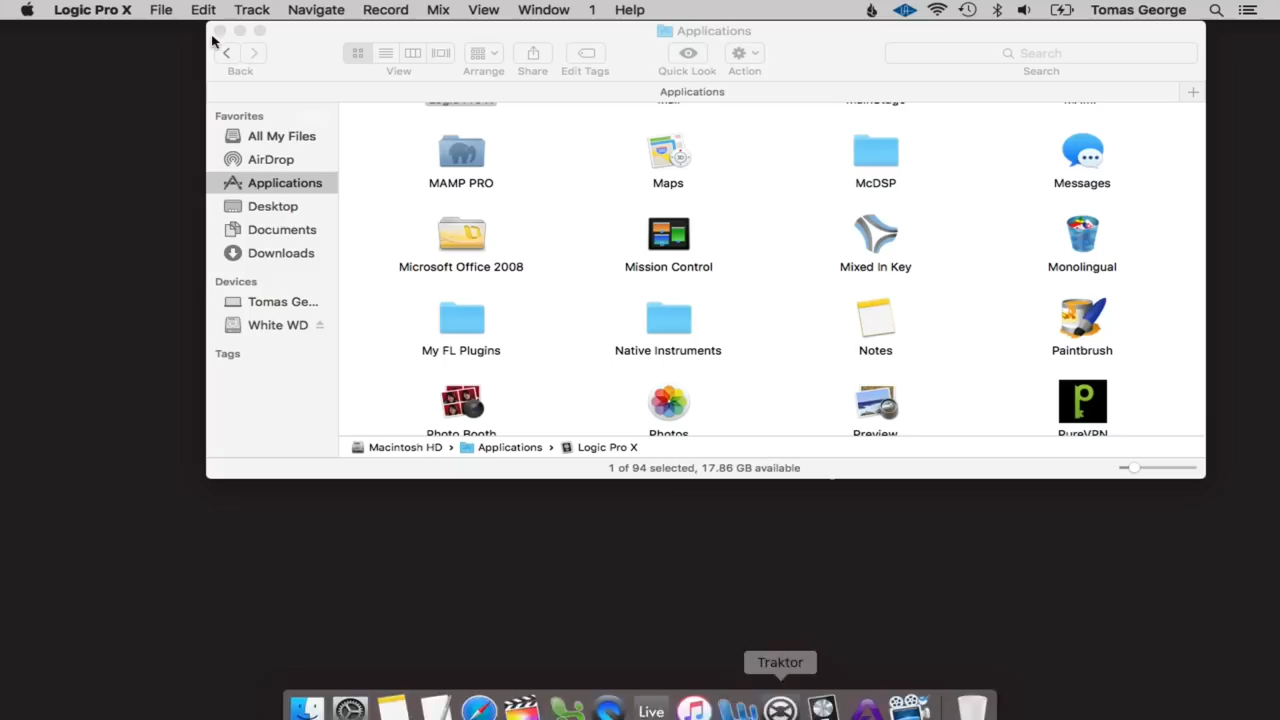 Logic Pro X File Edit Track Navigate Record Mix View Window 1 Help Tomas George
Applications
Search
Back View Arrange Share Edit Tags Quick Look Action Search
Applications
Favorites
All My Files
AirDrop
Applications
Desktop
Documents
Downloads
Devices
Tomas Ge...
White WD
Tags
MAMP PRO Maps McDSP Messages
Microsoft Office 2008 Mission Control Mixed In Key Monolingual
My FL Plugins Native Instruments Notes Paintbrush
Photo Booth Photos Preview PureVPN
Macintosh HD › Applications › Logic Pro X
1 of 94 selected, 17.86 GB available
Traktor
Live